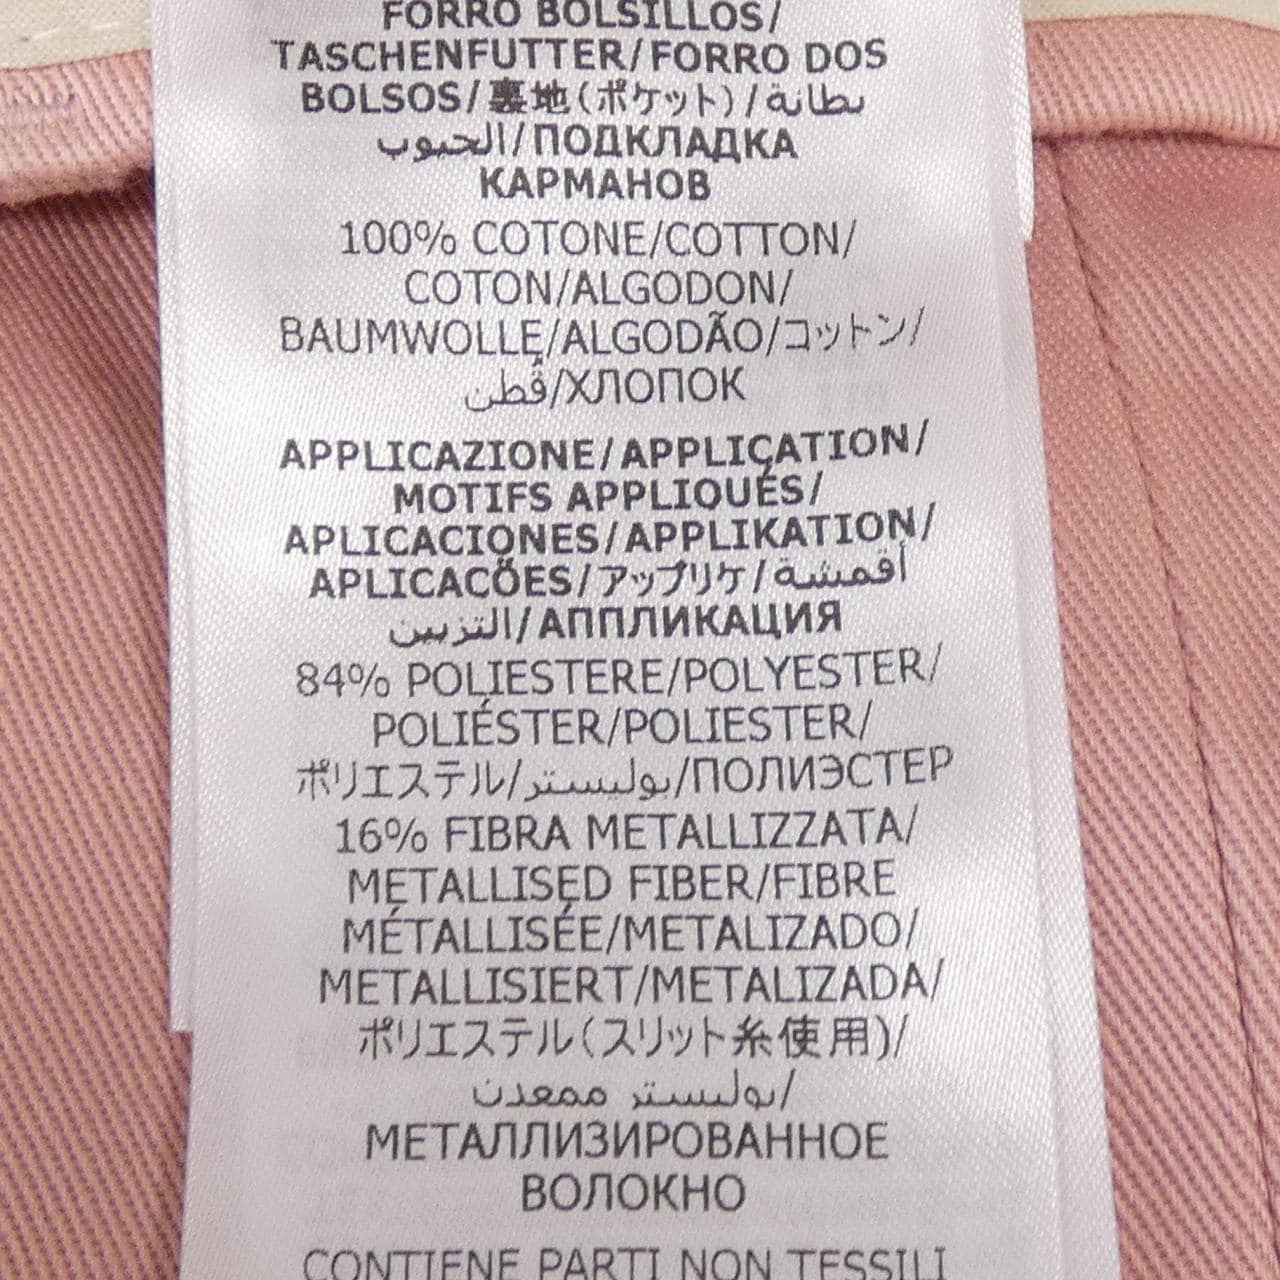 FORRO BOLSILLOS/
TASCHENFUTTER/FORRO DOS
BOLSOS/裏地(ポケット)/بطانة
الجيوب/ПОДКЛАДКА
КАРМАНОВ
100% COTONE/COTTON/
COTON/ALGODON/
BAUMWOLLE/ALGODÃO/コットン/
قطن/ХЛОПОК
APPLICAZIONE/APPLICATION/
MOTIFS APPLIQUÉS/
APLICACIONES/APPLIKATION/
APLICACÕES/アップリケ/أقمشة
التزيين/АППЛИКАЦИЯ
84% POLIESTERE/POLYESTER/
POLIÉSTER/POLIESTER/
ポリエステル/بوليستر/ПОЛИЭСТЕР
16% FIBRA METALLIZZATA/
METALLISED FIBER/FIBRE
MÉTALLISÉE/METALIZADO/
METALLISIERT/METALIZADA/
ポリエステル(スリット糸使用)/
بوليستر ممعدن/
МЕТАЛЛИЗИРОВАННОЕ
ВОЛОКНО
CONTIENE PARTI NON TESSILI